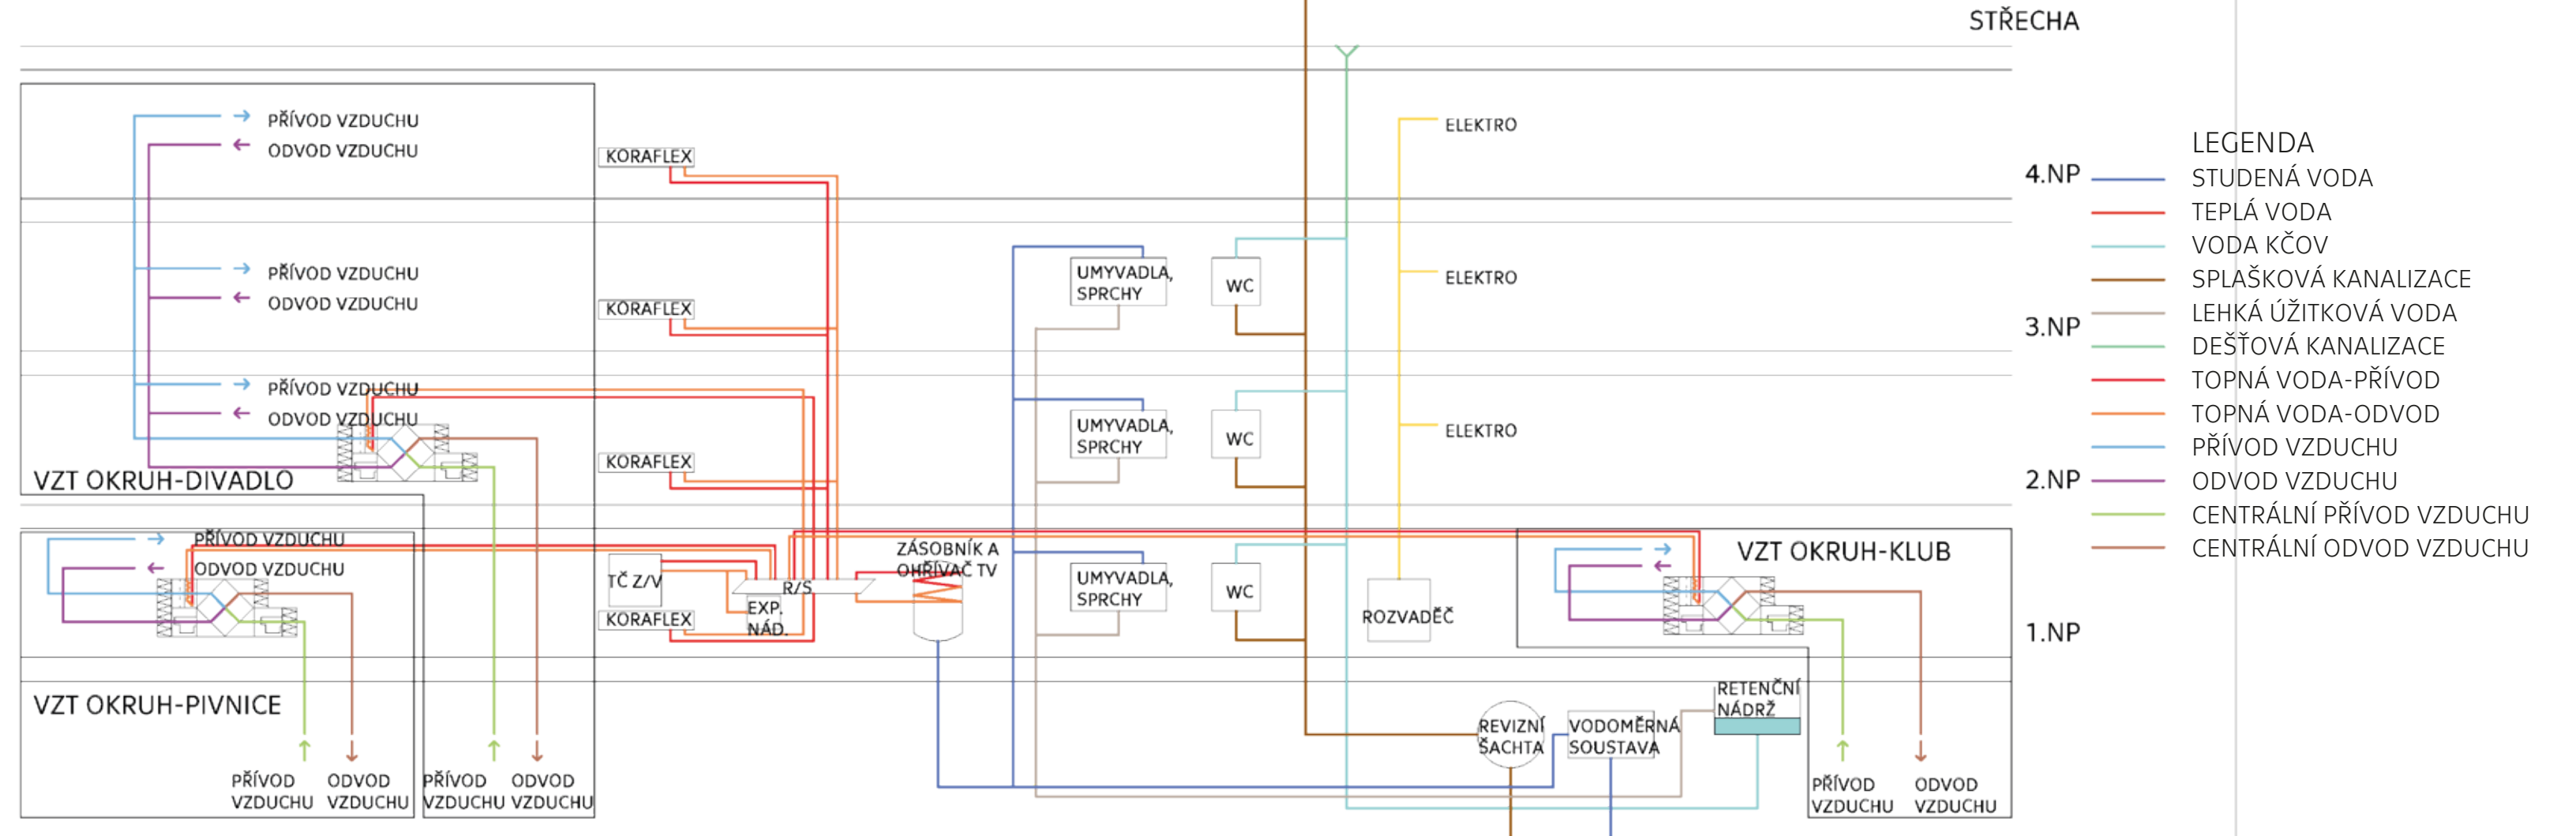 STŘECHA
PŘÍVOD VZDUCHU
ODVOD VZDUCHU
KORAFLEX
ELEKTRO
4.NP
PŘÍVOD VZDUCHU
ODVOD VZDUCHU
KORAFLEX
UMYVADLA,
SPRCHY
WC
ELEKTRO
3.NP
PŘÍVOD VZDUCHU
ODVOD VZDUCHU
VZT OKRUH-DIVADLO
KORAFLEX
UMYVADLA,
SPRCHY
WC
ELEKTRO
2.NP
PŘÍVOD VZDUCHU
ODVOD VZDUCHU
TČ Z/V
KORAFLEX
R/S
EXP.
NÁD.
ZÁSOBNÍK A
OHŘÍVAČ TV
UMYVADLA,
SPRCHY
WC
ROZVADĚČ
VZT OKRUH-KLUB
1.NP
VZT OKRUH-PIVNICE
PŘÍVOD
VZDUCHU
ODVOD
VZDUCHU
PŘÍVOD
VZDUCHU
ODVOD
VZDUCHU
REVIZNÍ
ŠACHTA
VODOMĚRNÁ
SOUSTAVA
RETENČNÍ
NÁDRŽ
PŘÍVOD
VZDUCHU
ODVOD
VZDUCHU
LEGENDA
STUDENÁ VODA
TEPLÁ VODA
VODA KČOV
SPLAŠKOVÁ KANALIZACE
LEHKÁ ÚŽITKOVÁ VODA
DEŠŤOVÁ KANALIZACE
TOPNÁ VODA-PŘÍVOD
TOPNÁ VODA-ODVOD
PŘÍVOD VZDUCHU
ODVOD VZDUCHU
CENTRÁLNÍ PŘÍVOD VZDUCHU
CENTRÁLNÍ ODVOD VZDUCHU